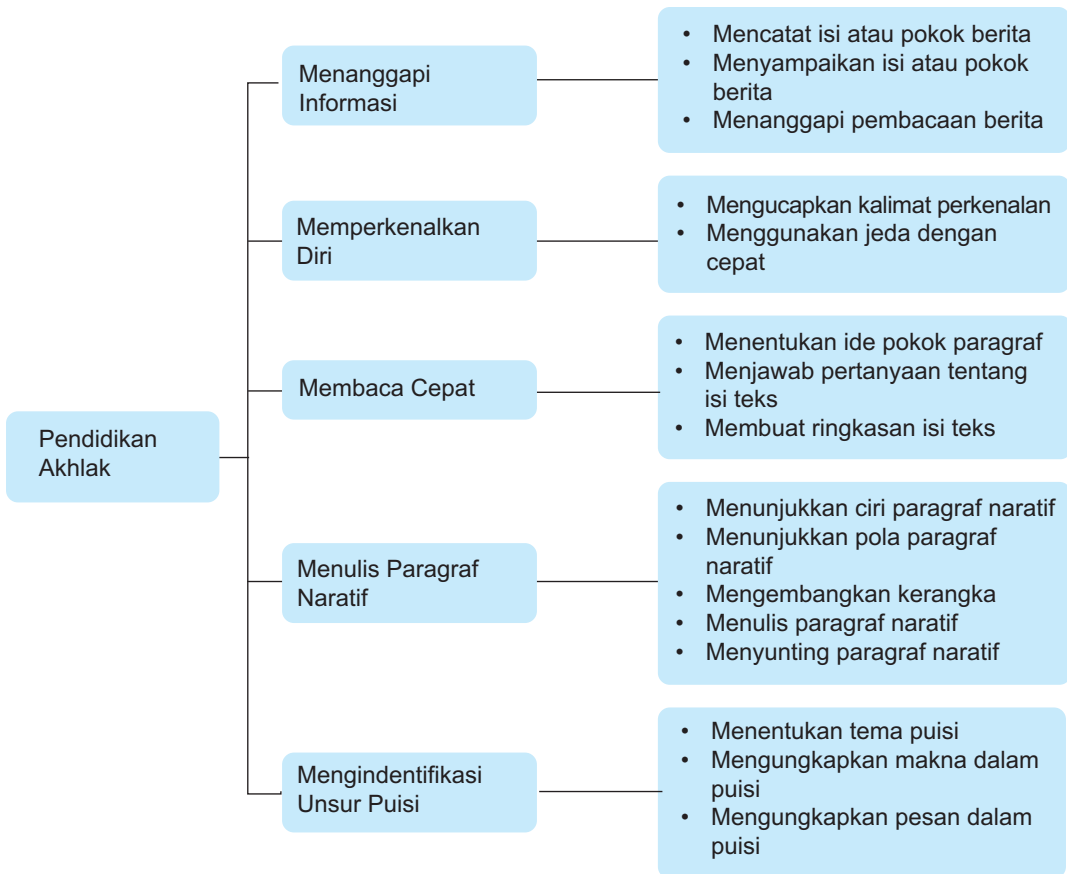 Pendidikan
Akhlak
Menanggapi
Informasi
• Mencatat isi atau pokok berita
• Menyampaikan isi atau pokok
berita
• Menanggapi pembacaan berita
Memperkenalkan
Diri
• Mengucapkan kalimat perkenalan
• Menggunakan jeda dengan
cepat
Membaca Cepat
• Menentukan ide pokok paragraf
• Menjawab pertanyaan tentang
isi teks
• Membuat ringkasan isi teks
Menulis Paragraf
Naratif
• Menunjukkan ciri paragraf naratif
• Menunjukkan pola paragraf
naratif
• Mengembangkan kerangka
• Menulis paragraf naratif
• Menyunting paragraf naratif
Mengindentifikasi
Unsur Puisi
• Menentukan tema puisi
• Mengungkapkan makna dalam
puisi
• Mengungkapkan pesan dalam
puisi